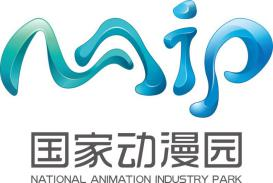 naip
国家动漫园
NATIONAL ANIMATION INDUSTRY PARK